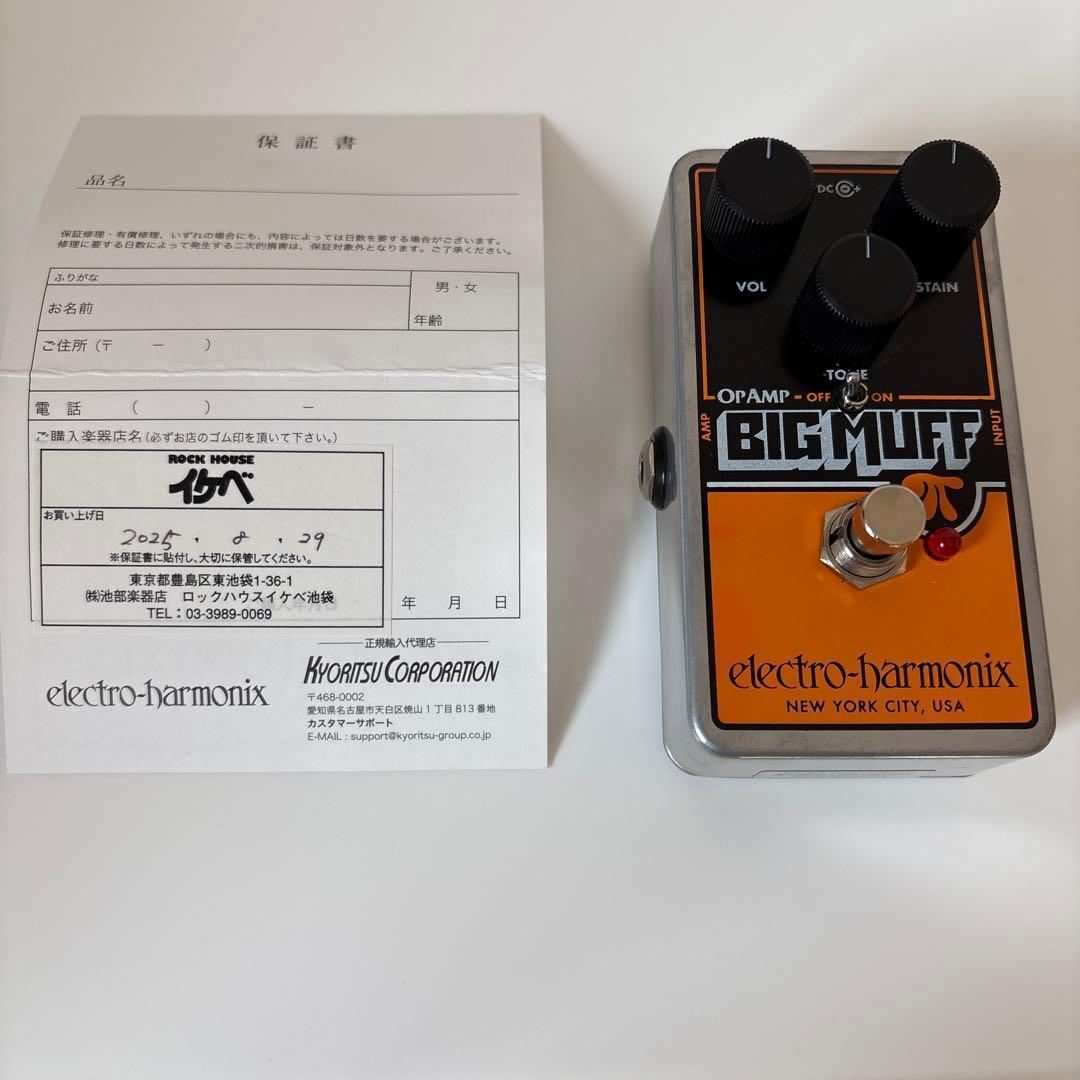 保証書
品名
保証修理・有償修理、いずれの場合にも、内容によっては日数を要する場合がございます。
修理に要する日数によって発生する二次的損害は、保証対象外となります。ご了承ください。
ふりがな
お名前
男・女
年齢
ご住所(〒 － )
電話 ( ) －
ご購入楽器店名(必ずお店のゴム印を頂いて下さい。)
ROCK HOUSE
イケベ
お買い上げ日
2025 . 8 . 29
※保証書に貼付し、大切に保管してください。
東京都豊島区東池袋1-36-1
㈱池部楽器店 ロックハウスイケベ池袋
TEL：03-3989-0069
年 月 日
正規輸入代理店
KYORITSU CORPORATION
electro-harmonix
〒468-0002
愛知県名古屋市天白区焼山1丁目813番地
カスタマーサポート
E-MAIL : support@kyoritsu-group.co.jp
DC +
VOL
STAIN
TONE
OP AMP - OFF ON
AMP
INPUT
BIG MUFF
π
electro-harmonix
NEW YORK CITY, USA